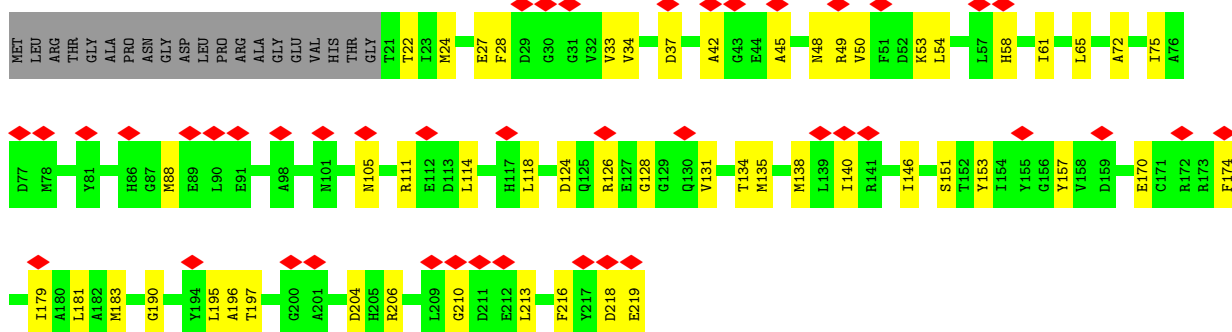 MET LEU ARG THR GLY ALA PRO ASN GLY ASP LEU PRO ARG ALA GLY GLU VAL HIS THR GLY T21 T22 I23 M24 E27 F28 D29 G30 G31 V32 V33 V34 D37 A42 G43 E44 A45 N48 R49 V50 F51 D52 K53 L54 L57 H58 I61 L65 A72 I75 A76
D77 M78 Y81 H86 G87 M88 E89 L90 E91 A98 N101 N105 R111 E112 D113 L114 H117 L118 D124 Q125 R126 E127 G128 G129 Q130 V131 T134 M135 M138 L139 I140 R141 I146 S151 T152 Y153 I154 Y155 G156 Y157 V158 D159 E170 C171 R172 R173 F174
I179 A180 L181 A182 M183 G190 Y194 L195 A196 T197 G200 A201 D204 H205 R206 L209 G210 D211 E212 L213 F216 Y217 D218 E219